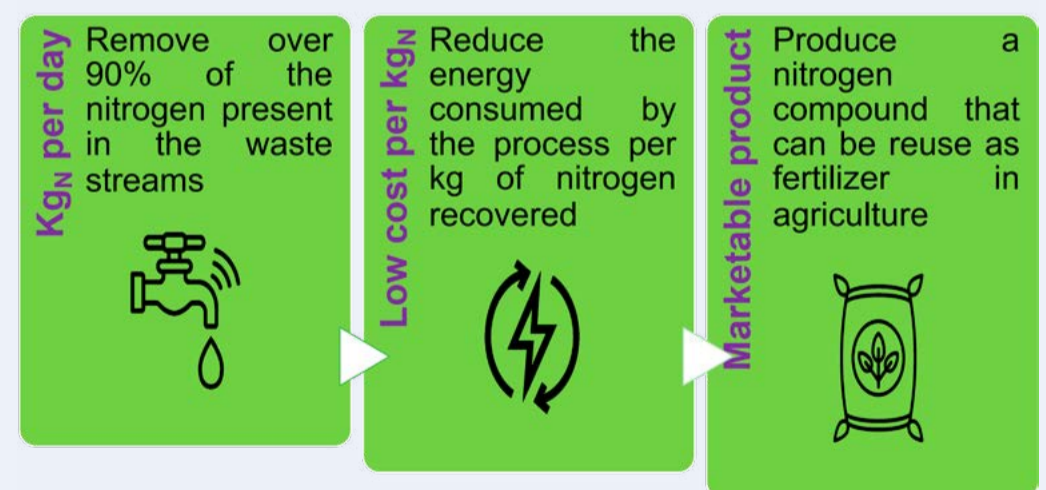 Kg_N per day
Remove over
90% of the
nitrogen present
in the waste
streams
Low cost per kg_N
Reduce the
energy
consumed by
the process per
kg of nitrogen
recovered
Marketable product
Produce a
nitrogen
compound that
can be reuse as
fertilizer in
agriculture